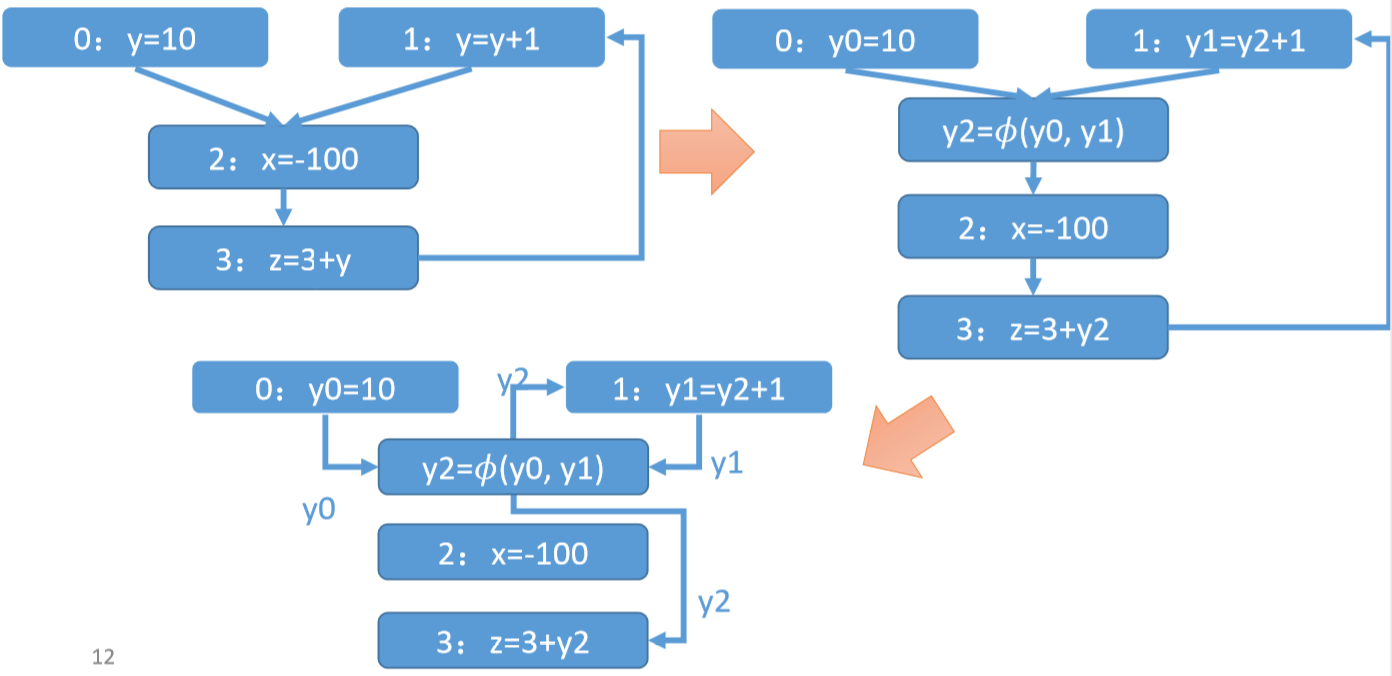 0： y=10
1： y=y+1
2： x=-100
3： z=3+y
0： y0=10
1： y1=y2+1
y2=ϕ(y0, y1)
2： x=-100
3： z=3+y2
0： y0=10
y2
1： y1=y2+1
y2=ϕ(y0, y1)
y1
y0
2： x=-100
y2
3： z=3+y2
12